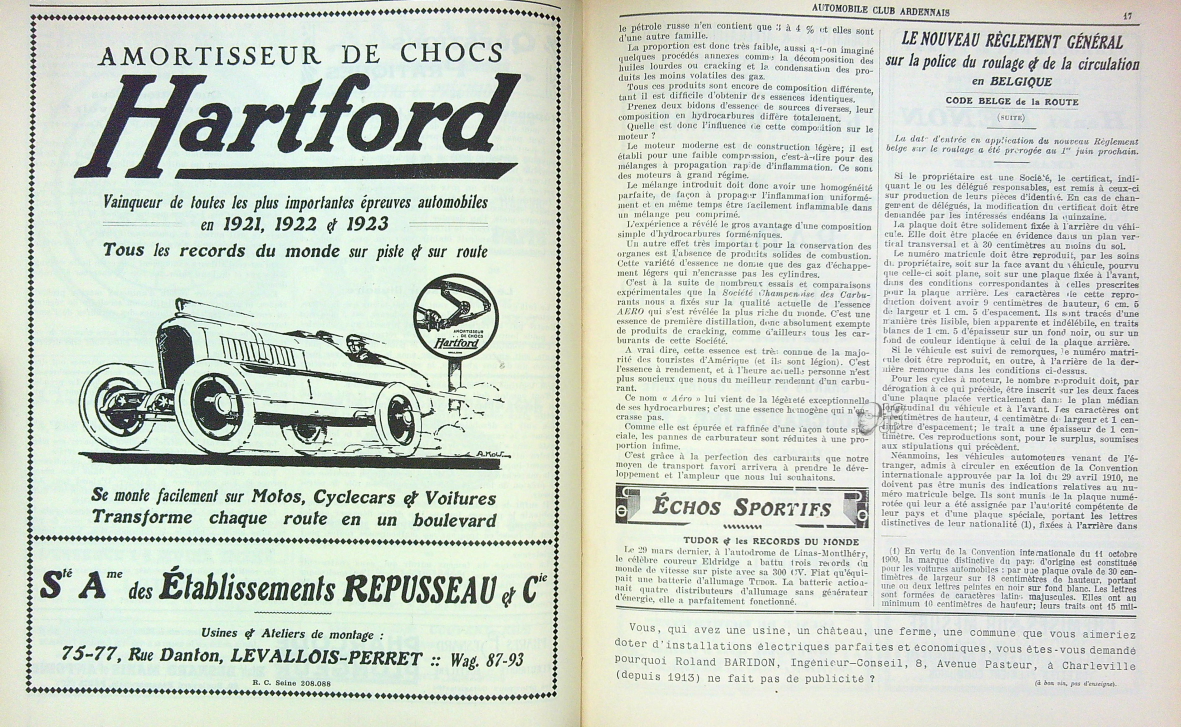 AMORTISSEUR DE CHOCS
Hartford
Vainqueur de toutes les plus importantes épreuves automobiles
en 1921, 1922 & 1923
Tous les records du monde sur piste & sur route
AMORTISSEUR
DE CHOCS
Hartford
Se monte facilement sur Motos, Cyclecars & Voitures
Transforme chaque route en un boulevard
Sté Ame des Établissements REPUSSEAU & Cie
Usines & Ateliers de montage :
75-77, Rue Danton, LEVALLOIS-PERRET :: Wag. 87-93
R. C. Seine 208.088
AUTOMOBILE CLUB ARDENNAIS
17
le pétrole russe n'en contient que 3 à 4 % et elles sont
d'une autre famille.
La proportion est donc très faible, aussi a-t-on imaginé
quelques procédés annexes comme la décomposition des
huiles lourdes ou cracking et la condensation des pro-
duits les moins volatiles des gaz.
Tous ces produits sont encore de composition différente,
tant il est difficile d'obtenir des essences identiques.
Prenez deux bidons d'essence de sources diverses, leur
composition en hydrocarbures diffère totalement.
Quelle est donc l'influence de cette composition sur le
moteur ?
Le moteur moderne est de construction légère; il est
établi pour une faible compression, c'est-à-dire pour des
mélanges à propagation rapide d'inflammation. Ce sont
des moteurs à grand régime.
Le mélange introduit doit donc avoir une homogénéité
parfaite, de façon à propager l'inflammation uniformé-
ment et en même temps être facilement inflammable dans
un mélange peu comprimé.
L'expérience a révélé le gros avantage d'une composition
simple d'hydrocarbures forméniques.
Un autre effet très important pour la conservation des
organes est l'absence de produits solides de combustion.
Cette variété d'essence ne donne que des gaz d'échappe-
ment légers qui n'encrasse pas les cylindres.
C'est à la suite de nombreux essais et comparaisons
expérimentales que la Société Champenoise des Carbu-
rants nous a fixés sur la qualité actuelle de l'essence
AERO qui s'est révélée la plus riche du monde. C'est une
essence de première distillation, donc absolument exempte
de produits de cracking, comme d'ailleurs tous les car-
burants de cette Société.
A vrai dire, cette essence est très connue de la majo-
rité des touristes d'Amérique (et ils sont légion). C'est
l'essence à rendement, et à l'heure actuelle personne n'est
plus soucieux que nous du meilleur rendement d'un carbu-
rant.
Ce nom « Aéro » lui vient de la légèreté exceptionnelle
de ses hydrocarbures; c'est une essence homogène qui n'en-
crasse pas.
Comme elle est épurée et raffinée d'une façon toute spé-
ciale, les pannes de carburateur sont réduites à une pro-
portion infime.
C'est grâce à la perfection des carburants que notre
moyen de transport favori arrivera à prendre le déve-
loppement et l'ampleur que nous lui souhaitons.
ÉCHOS SPORTIFS
TUDOR & les RECORDS DU MONDE
Le 29 mars dernier, à l'autodrome de Linas-Montlhéry,
le célèbre coureur Eldridge a battu trois records du
monde de vitesse sur piste avec sa 300 CV. Fiat qu'équi-
pait une batterie d'allumage TUDOR. La batterie action-
nait quatre distributeurs d'allumage sans générateur
d'énergie, elle a parfaitement fonctionné.
LE NOUVEAU RÈGLEMENT GÉNÉRAL
sur la police du roulage & de la circulation
en BELGIQUE
CODE BELGE de la ROUTE
(SUITE)
La date d'entrée en application du nouveau Règlement
belge sur le roulage a été prorogée au 1er juin prochain.
Si le propriétaire est une Société, le certificat, indi-
quant le ou les délégué responsables, est remis à ceux-ci
sur production de leurs pièces d'identité. En cas de chan-
gement de délégués, la modification du certificat doit être
demandée par les intéressés endéans la quinzaine.
La plaque doit être solidement fixée à l'arrière du véhi-
cule. Elle doit être placée en évidence dans un plan ver-
tical transversal et à 30 centimètres au moins du sol.
Le numéro matricule doit être reproduit, par les soins
du propriétaire, soit sur la face avant du véhicule, pourvu
que celle-ci soit plane, soit sur une plaque fixée à l'avant,
dans des conditions correspondantes à celles prescrites
pour la plaque arrière. Les caractères de cette repro-
duction doivent avoir 9 centimètres de hauteur, 6 cm. 5
de largeur et 1 cm. 5 d'espacement. Ils sont tracés d'une
manière très lisible, bien apparente et indélébile, en traits
blancs de 1 cm. 5 d'épaisseur sur un fond noir, ou sur un
fond de couleur identique à celui de la plaque arrière.
Si le véhicule est suivi de remorques, le numéro matri-
cule doit être reproduit, en outre, à l'arrière de la der-
nière remorque dans les conditions ci-dessus.
Pour les cycles à moteur, le nombre reproduit doit, par
dérogation à ce qui précède, être inscrit sur les deux faces
d'une plaque placée verticalement dans le plan médian
longitudinal du véhicule et à l'avant. Les caractères ont
centimètres de hauteur, 4 centimètre de largeur et 1 cen-
timètre d'espacement; le trait a une épaisseur de 1 cen-
timètre. Ces reproductions sont, pour le surplus, soumises
aux stipulations qui précèdent.
Néanmoins, les véhicules automoteurs venant de l'é-
tranger, admis à circuler en exécution de la Convention
internationale approuvée par la loi du 29 avril 1910, ne
doivent pas être munis des indications relatives au nu-
méro matricule belge. Ils sont munis de la plaque numé-
rotée qui leur a été assignée par l'autorité compétente de
leur pays et d'une plaque spéciale, portant les lettres
distinctives de leur nationalité (1), fixées à l'arrière dans
(1) En vertu de la Convention internationale du 11 octobre
1909, la marque distinctive du pays d'origine est constituée
pour les voitures automobiles : par une plaque ovale de 30 cen-
timètres de largeur sur 18 centimètres de hauteur, portant
une ou deux lettres peintes en noir sur fond blanc. Les lettres
sont formées de caractères latins majuscules. Elles ont au
minimum 10 centimètres de hauteur; leurs traits ont 15 mil-
Vous, qui avez une usine, un château, une ferme, une commune que vous aimeriez
doter d'installations électriques parfaites et économiques, vous êtes-vous demandé
pourquoi Roland BARIDON, Ingénieur-Conseil, 8, Avenue Pasteur, à Charleville
(depuis 1913) ne fait pas de publicité ?
(à bon vin, pas d'enseigne).